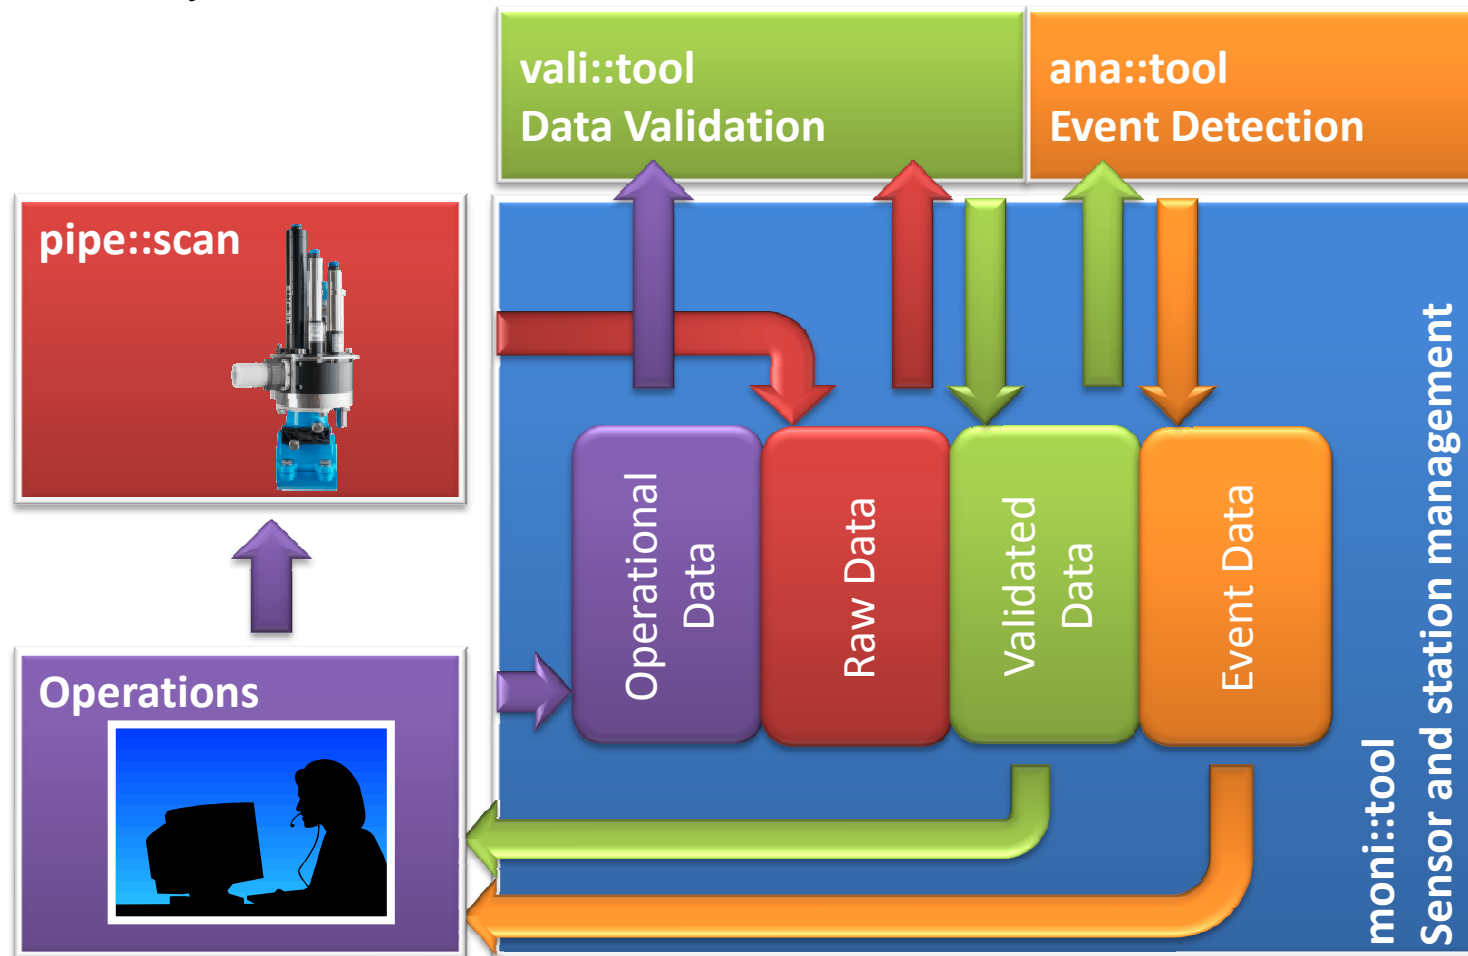 vali::tool
Data Validation
ana::tool
Event Detection
pipe::scan
Operational
Data
Raw Data
Validated
Data
Event Data
Operations
moni::tool
Sensor and station management